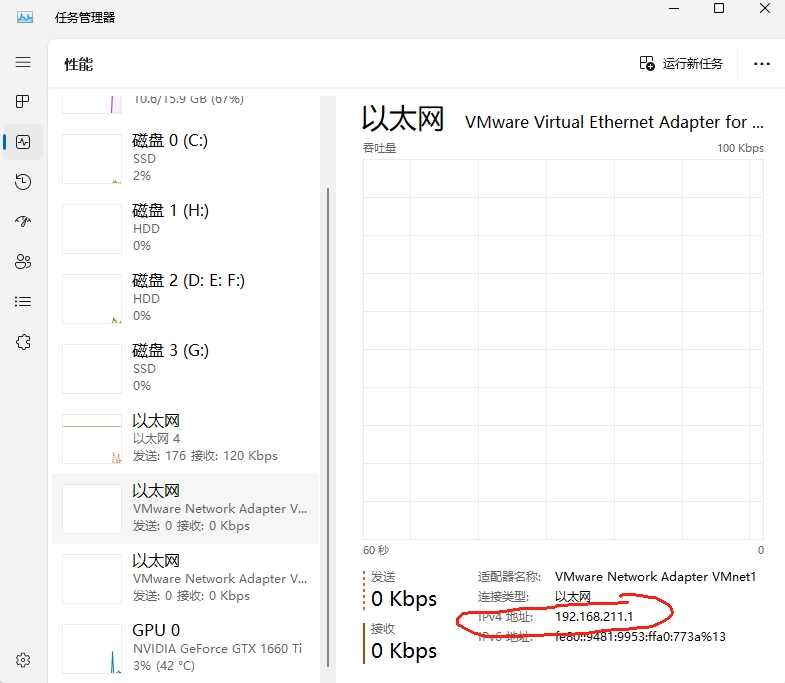 任务管理器
性能
运行新任务
10.6/15.9 GB (67%)
磁盘 0 (C:)
SSD
2%
磁盘 1 (H:)
HDD
0%
磁盘 2 (D: E: F:)
HDD
0%
磁盘 3 (G:)
SSD
0%
以太网
以太网 4
发送: 176 接收: 120 Kbps
以太网
VMware Network Adapter V...
发送: 0 接收: 0 Kbps
以太网
VMware Network Adapter V...
发送: 0 接收: 0 Kbps
GPU 0
NVIDIA GeForce GTX 1660 Ti
3% (42 °C)
以太网 VMware Virtual Ethernet Adapter for ...
吞吐量 100 Kbps
60 秒 0
发送
0 Kbps
接收
0 Kbps
适配器名称: VMware Network Adapter VMnet1
连接类型: 以太网
IPv4 地址: 192.168.211.1
IPv6 地址: fe80::9481:9953:ffa0:773a%13